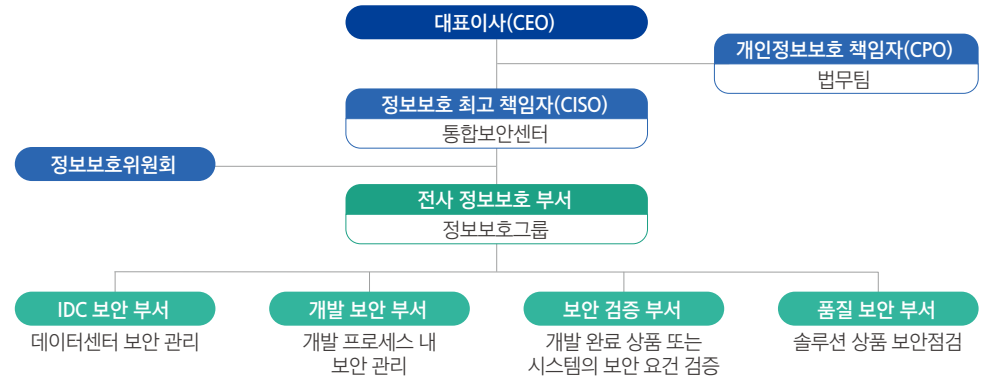 대표이사(CEO)
개인정보보호 책임자(CPO)
법무팀
정보보호 최고 책임자(CISO)
통합보안센터
정보보호위원회
전사 정보보호 부서
정보보호그룹
IDC 보안 부서
데이터센터 보안 관리
개발 보안 부서
개발 프로세스 내
보안 관리
보안 검증 부서
개발 완료 상품 또는
시스템의 보안 요건 검증
품질 보안 부서
솔루션 상품 보안점검